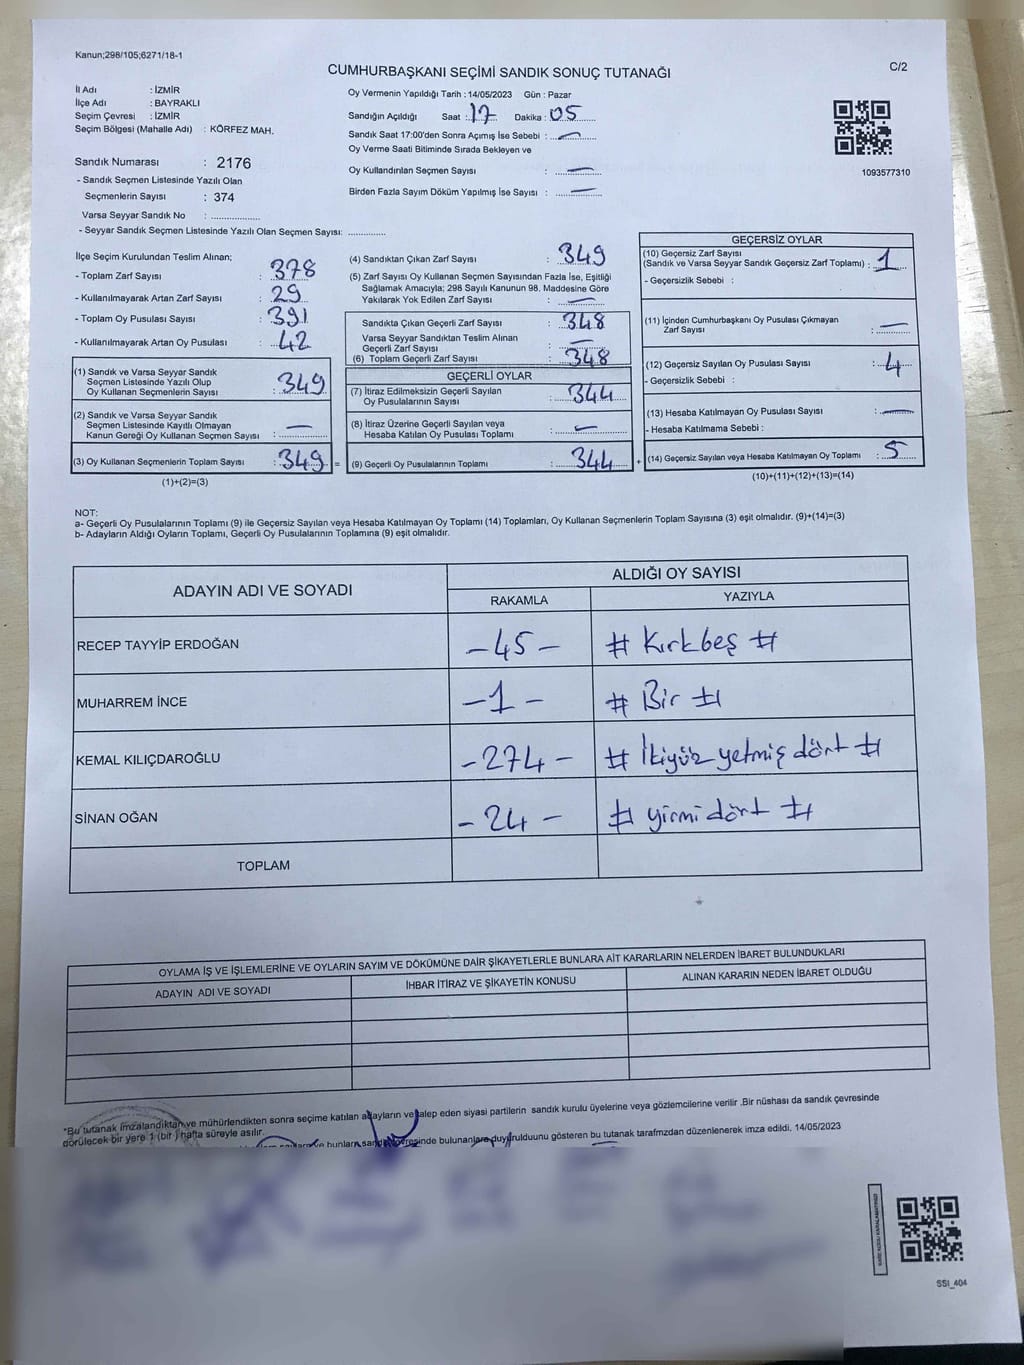 Kanun;298/105;6271/18-1
C/2
CUMHURBAŞKANI SEÇİMİ SANDIK SONUÇ TUTANAĞI
İl Adı : İZMİR
İlçe Adı : BAYRAKLI
Seçim Çevresi : İZMİR
Seçim Bölgesi (Mahalle Adı) : KÖRFEZ MAH.
Sandık Numarası : 2176
- Sandık Seçmen Listesinde Yazılı Olan
Seçmenlerin Sayısı : 374
Varsa Seyyar Sandık No : ................
- Seyyar Sandık Seçmen Listesinde Yazılı Olan Seçmen Sayısı: ............
Oy Vermenin Yapıldığı Tarih : 14/05/2023 Gün : Pazar
Sandığın Açıldığı Saat : 17 Dakika : 05
Sandık Saat 17:00'den Sonra Açımış İse Sebebi : —
Oy Verme Saati Bitiminde Sırada Bekleyen ve
Oy Kullandırılan Seçmen Sayısı : —
Birden Fazla Sayım Döküm Yapılmış İse Sayısı : —
1093577310
İlçe Seçim Kurulundan Teslim Alınan;
- Toplam Zarf Sayısı : 378
- Kullanılmayarak Artan Zarf Sayısı : 29
- Toplam Oy Pusulası Sayısı : 391
- Kullanılmayarak Artan Oy Pusulası : 42
(1) Sandık ve Varsa Seyyar Sandık
Seçmen Listesinde Yazılı Olup
Oy Kullanan Seçmenlerin Sayısı : 349
(2) Sandık ve Varsa Seyyar Sandık
Seçmen Listesinde Kayıtlı Olmayan
Kanun Gereği Oy Kullanan Seçmen Sayısı : —
(3) Oy Kullanan Seçmenlerin Toplam Sayısı : 349 =
(1)+(2)=(3)
(4) Sandıktan Çıkan Zarf Sayısı : 349
(5) Zarf Sayısı Oy Kullanan Seçmen Sayısından Fazla İse, Eşitliği
Sağlamak Amacıyla; 298 Sayılı Kanunun 98. Maddesine Göre
Yakılarak Yok Edilen Zarf Sayısı : —
Sandıkta Çıkan Geçerli Zarf Sayısı : 348
Varsa Seyyar Sandıktan Teslim Alınan
Geçerli Zarf Sayısı : —
(6) Toplam Geçerli Zarf Sayısı : 348
GEÇERLİ OYLAR
(7) İtiraz Edilmeksizin Geçerli Sayılan
Oy Pusulalarının Sayısı : 344
(8) İtiraz Üzerine Geçerli Sayılan veya
Hesaba Katılan Oy Pusulası Toplamı : —
(9) Geçerli Oy Pusulalarının Toplamı : 344 +
GEÇERSİZ OYLAR
(10) Geçersiz Zarf Sayısı
(Sandık ve Varsa Seyyar Sandık Geçersiz Zarf Toplamı) : 1
- Geçersizlik Sebebi :
(11) İçinden Cumhurbaşkanı Oy Pusulası Çıkmayan
Zarf Sayısı : —
(12) Geçersiz Sayılan Oy Pusulası Sayısı : 4
- Geçersizlik Sebebi :
(13) Hesaba Katılmayan Oy Pusulası Sayısı : —
- Hesaba Katılmama Sebebi :
(14) Geçersiz Sayılan veya Hesaba Katılmayan Oy Toplamı : 5
(10)+(11)+(12)+(13)=(14)
NOT:
a- Geçerli Oy Pusulalarının Toplamı (9) ile Geçersiz Sayılan veya Hesaba Katılmayan Oy Toplamı (14) Toplamları, Oy Kullanan Seçmenlerin Toplam Sayısına (3) eşit olmalıdır. (9)+(14)=(3)
b- Adayların Aldığı Oyların Toplamı, Geçerli Oy Pusulalarının Toplamına (9) eşit olmalıdır.
ADAYIN ADI VE SOYADI
ALDIĞI OY SAYISI
RAKAMLA YAZIYLA
RECEP TAYYİP ERDOĞAN -45- # Kırkbeş #
MUHARREM İNCE -1- # Bir #
KEMAL KILIÇDAROĞLU -274- # İkiyüz yetmiş dört #
SİNAN OĞAN -24- # yirmi dört #
TOPLAM
OYLAMA İŞ VE İŞLEMLERİNE VE OYLARIN SAYIM VE DÖKÜMÜNE DAİR ŞİKAYETLERLE BUNLARA AİT KARARLARIN NELERDEN İBARET BULUNDUKLARI
ADAYIN ADI VE SOYADI İHBAR İTİRAZ VE ŞİKAYETİN KONUSU ALINAN KARARIN NEDEN İBARET OLDUĞU
*Bu tutanak imzalandıktan ve mühürlendikten sonra seçime katılan adayların ve talep eden siyasi partilerin sandık kurulu üyelerine veya gözlemcilerine verilir .Bir nüshası da sandık çevresinde
görülecek bir yere 1 (bir ) hafta süreyle asılır.
ve bunların sandık çevresinde bulunanlara duyurulduunu gösteren bu tutanak tarafımzdan düzenlenerek imza edildi. 14/05/2023
SSI_404